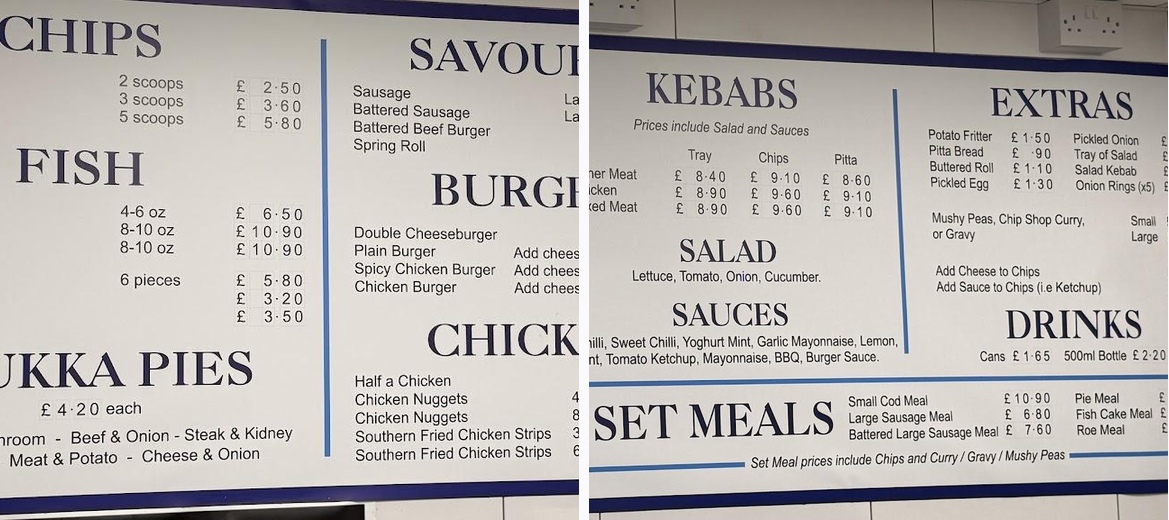 CHIPS
2 scoops £ 2·50
3 scoops £ 3·60
5 scoops £ 5·80
FISH
4-6 oz £ 6·50
8-10 oz £ 10·90
8-10 oz £ 10·90
6 pieces £ 5·80
£ 3·20
£ 3·50
UKKA PIES
£ 4·20 each
hroom - Beef & Onion - Steak & Kidney
Meat & Potato - Cheese & Onion
SAVOU
Sausage La
Battered Sausage La
Battered Beef Burger
Spring Roll
BURGE
Double Cheeseburger
Plain Burger Add chees
Spicy Chicken Burger Add chees
Chicken Burger Add chees
CHICK
Half a Chicken
Chicken Nuggets 4
Chicken Nuggets 8
Southern Fried Chicken Strips 3
Southern Fried Chicken Strips 6
KEBABS
Prices include Salad and Sauces
Tray Chips Pitta
ner Meat £ 8·40 £ 9·10 £ 8·60
icken £ 8·90 £ 9·60 £ 9·10
xed Meat £ 8·90 £ 9·60 £ 9·10
SALAD
Lettuce, Tomato, Onion, Cucumber.
SAUCES
hilli, Sweet Chilli, Yoghurt Mint, Garlic Mayonnaise, Lemon,
nt, Tomato Ketchup, Mayonnaise, BBQ, Burger Sauce.
EXTRAS
Potato Fritter £ 1·50 Pickled Onion £
Pitta Bread £ ·90 Tray of Salad £
Buttered Roll £ 1·10 Salad Kebab £
Pickled Egg £ 1·30 Onion Rings (x5) £
Mushy Peas, Chip Shop Curry, Small
or Gravy Large
Add Cheese to Chips
Add Sauce to Chips (i.e Ketchup)
DRINKS
Cans £ 1·65 500ml Bottle £ 2·20
SET MEALS
Small Cod Meal £ 10·90 Pie Meal £
Large Sausage Meal £ 6·80 Fish Cake Meal £
Battered Large Sausage Meal £ 7·60 Roe Meal £
Set Meal prices include Chips and Curry / Gravy / Mushy Peas